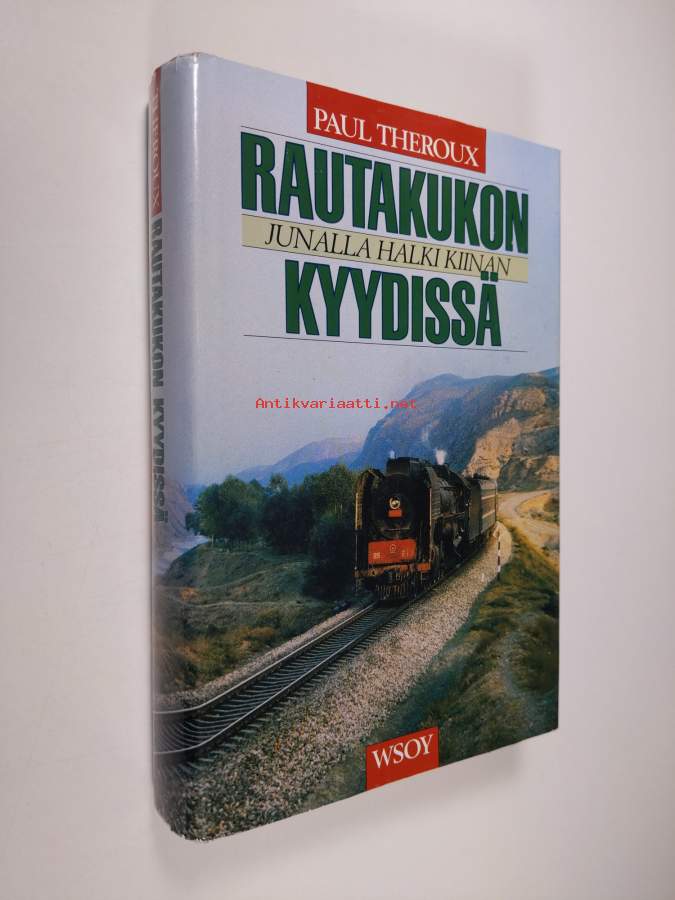 PAUL THEROUX
RAUTAKUKON
JUNALLA HALKI KIINAN
KYYDISSÄ
Antikvariaatti.net
WSOY
THEROUX RAUTAKUKON KYYDISSÄ